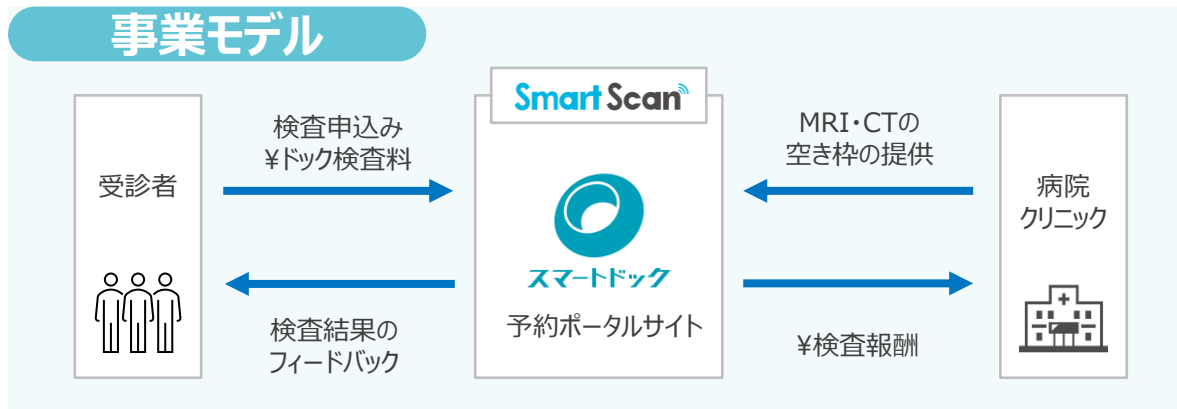 事業モデル
受診者
検査申込み
¥ドック検査料
検査結果の
フィードバック
Smart Scan
スマートドック
予約ポータルサイト
MRI・CTの
空き枠の提供
¥検査報酬
病院
クリニック